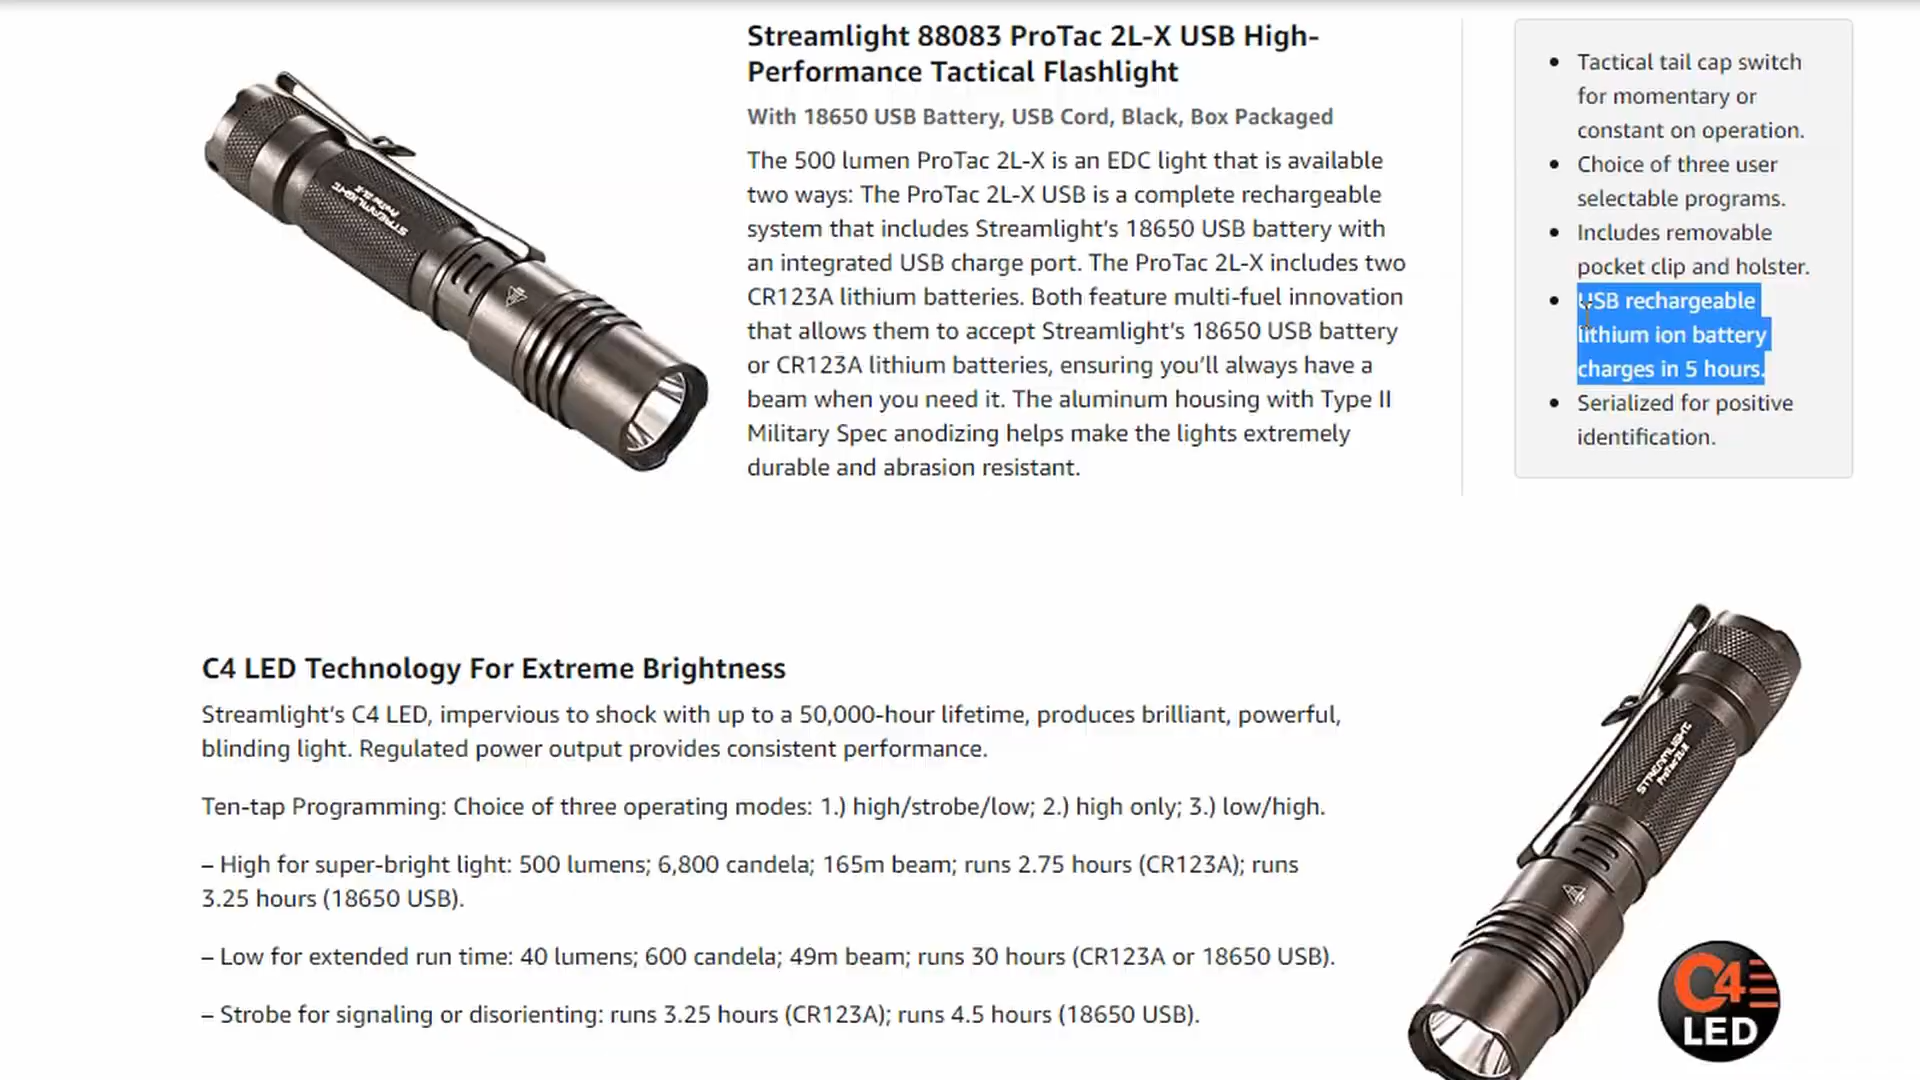 Streamlight 88083 ProTac 2L-X USB High-
Performance Tactical Flashlight
With 18650 USB Battery, USB Cord, Black, Box Packaged
The 500 lumen ProTac 2L-X is an EDC light that is available
two ways: The ProTac 2L-X USB is a complete rechargeable
system that includes Streamlight’s 18650 USB battery with
an integrated USB charge port. The ProTac 2L-X includes two
CR123A lithium batteries. Both feature multi-fuel innovation
that allows them to accept Streamlight’s 18650 USB battery
or CR123A lithium batteries, ensuring you’ll always have a
beam when you need it. The aluminum housing with Type II
Military Spec anodizing helps make the lights extremely
durable and abrasion resistant.
Tactical tail cap switch
for momentary or
constant on operation.
Choice of three user
selectable programs.
Includes removable
pocket clip and holster.
USB rechargeable
lithium ion battery
charges in 5 hours.
Serialized for positive
identification.
STREAMLIGHT
ProTac 2L-X
C4 LED Technology For Extreme Brightness
Streamlight’s C4 LED, impervious to shock with up to a 50,000-hour lifetime, produces brilliant, powerful,
blinding light. Regulated power output provides consistent performance.
Ten-tap Programming: Choice of three operating modes: 1.) high/strobe/low; 2.) high only; 3.) low/high.
– High for super-bright light: 500 lumens; 6,800 candela; 165m beam; runs 2.75 hours (CR123A); runs
3.25 hours (18650 USB).
– Low for extended run time: 40 lumens; 600 candela; 49m beam; runs 30 hours (CR123A or 18650 USB).
– Strobe for signaling or disorienting: runs 3.25 hours (CR123A); runs 4.5 hours (18650 USB).
STREAMLIGHT
ProTac 2L-X
C4
LED